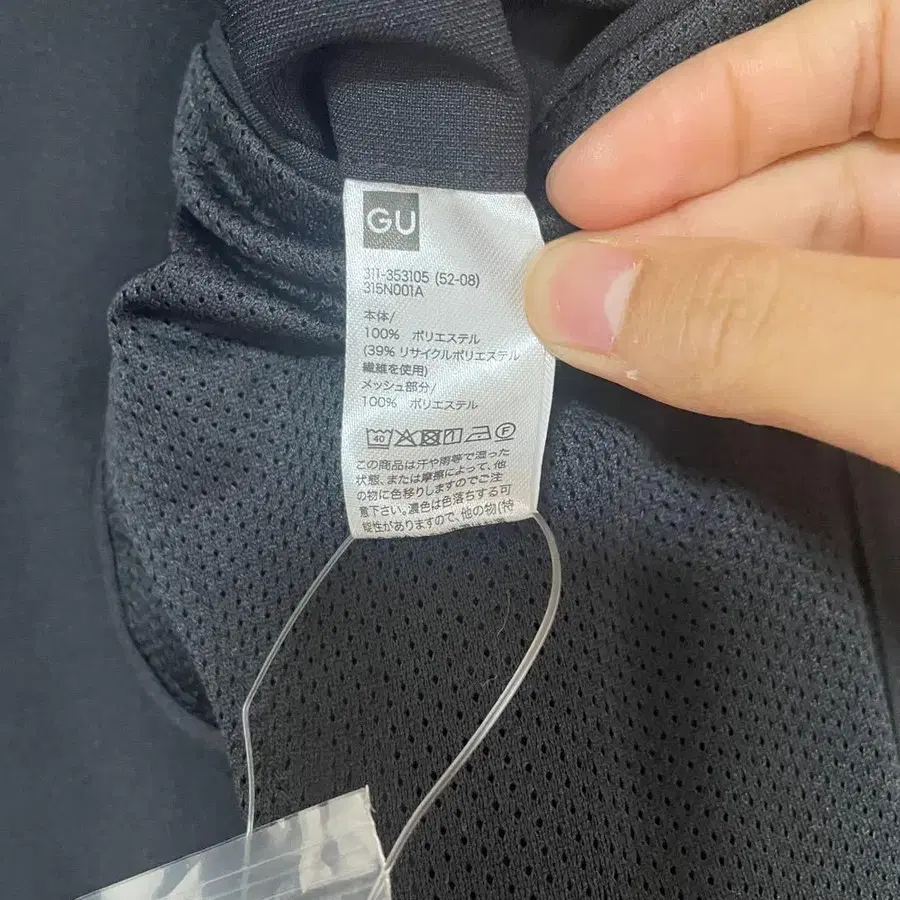 GU
311-353105 (52-08)
315N001A
本体/
100% ポリエステル
(39% リサイクルポリエステル
繊維を使用)
メッシュ部分/
100% ポリエステル
40 F
この商品は汗や雨等で湿った
状態、または摩擦によって、他
の物に色移りしますのでご注
意下さい。濃色は色落ちする可
能性がありますので、他の物(特